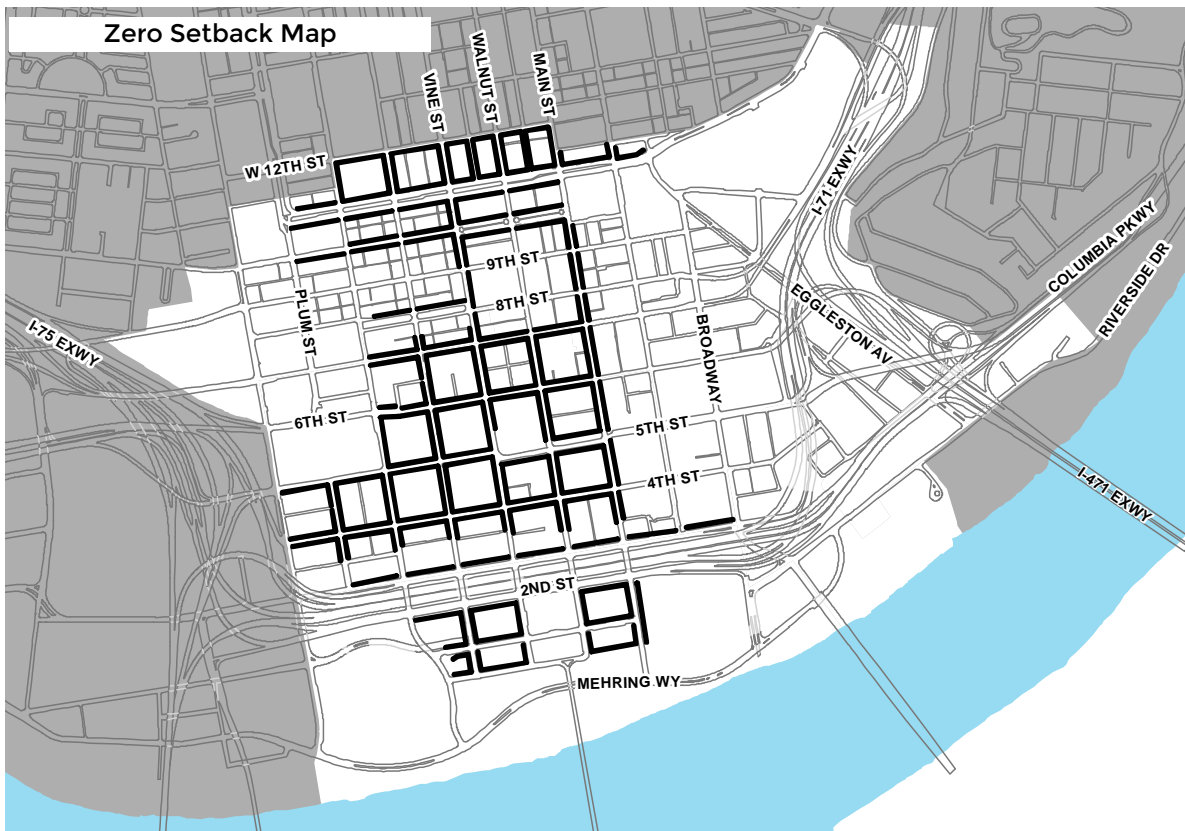 Zero Setback Map
VINE ST
WALNUT ST
MAIN ST
W 12TH ST
I-71 EXWY
COLUMBIA PKWY
RIVERSIDE DR
9TH ST
8TH ST
PLUM ST
EGGLESTON AV
BROADWAY
I-75 EXWY
6TH ST
5TH ST
4TH ST
I-471 EXWY
2ND ST
MEHRING WY